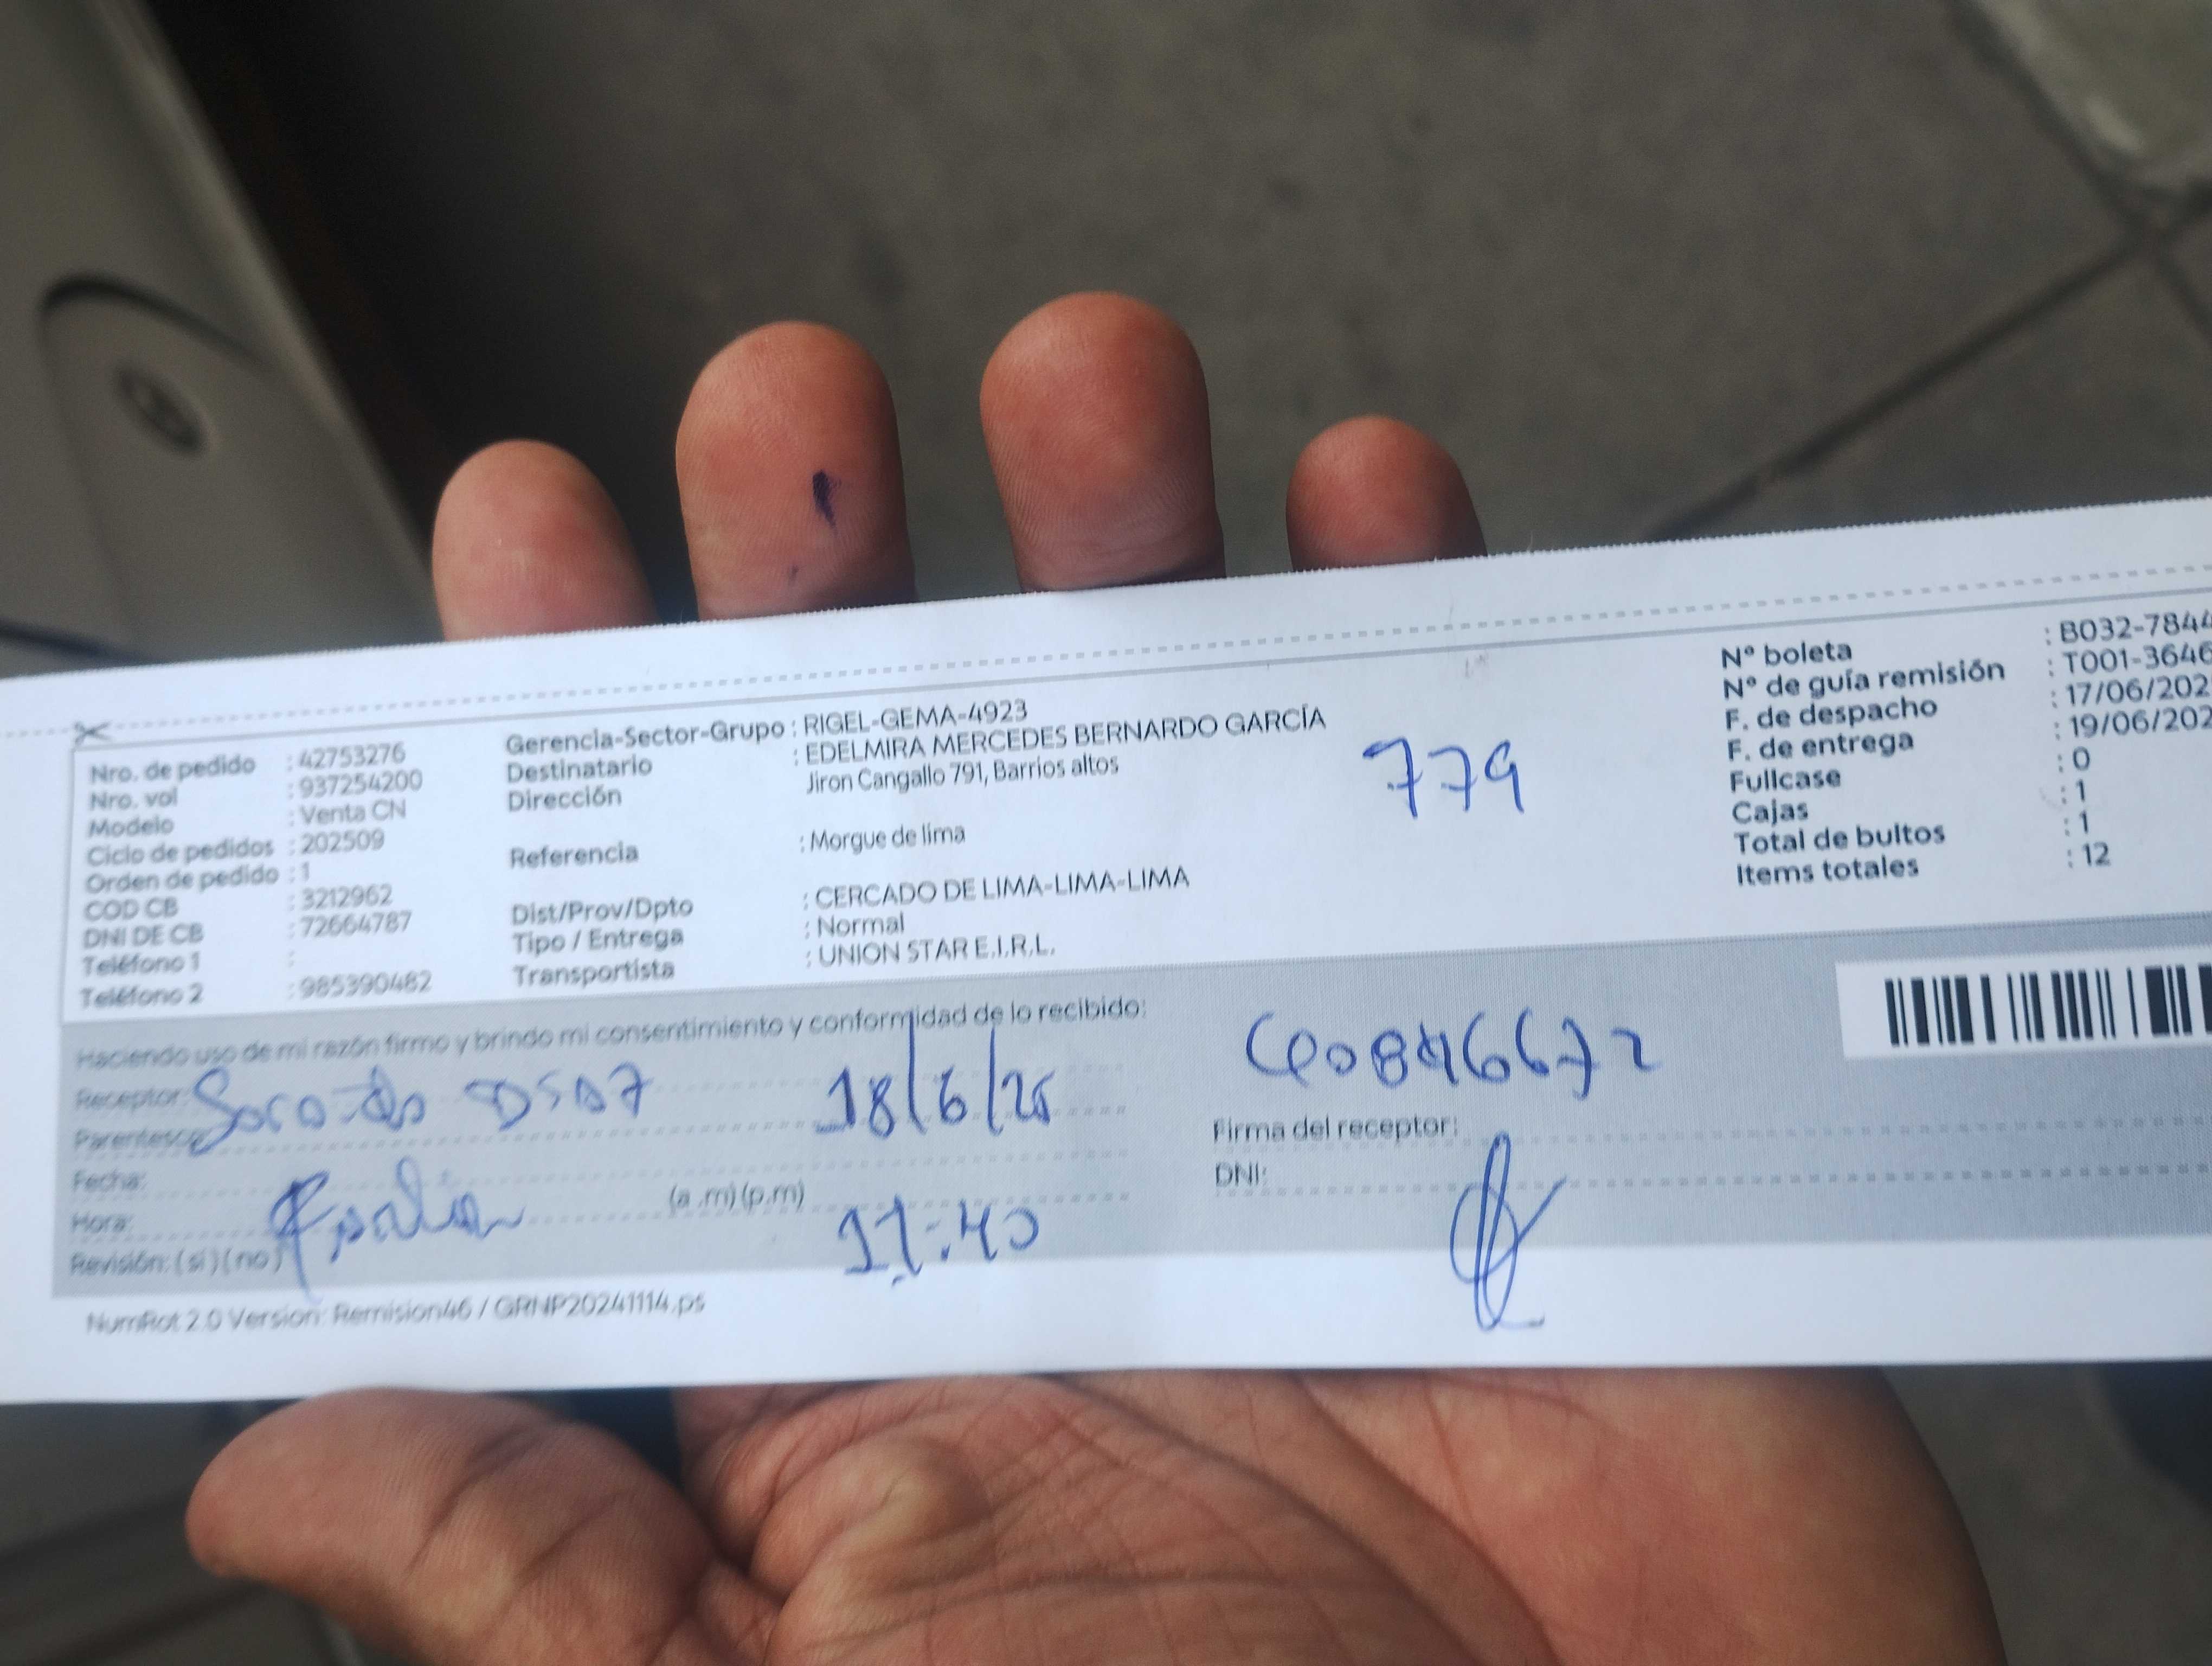 Nro. de pedido : 42753276
Nro. vol : 937254200
Modelo : Venta CN
Ciclo de pedidos : 202509
Orden de pedido : 1
COD CB : 3212962
DNI DE CB : 72664787
Teléfono 1 :
Teléfono 2 : 985390482
Gerencia-Sector-Grupo : RIGEL-GEMA-4923
Destinatario : EDELMIRA MERCEDES BERNARDO GARCÍA
Dirección Jiron Cangallo 791, Barrios altos
Referencia : Morgue de lima
Dist/Prov/Dpto : CERCADO DE LIMA-LIMA-LIMA
Tipo / Entrega : Normal
Transportista : UNION STAR E.I.R.L.
779
Nº boleta : B032-7844
Nº de guía remisión : T001-3646
F. de despacho : 17/06/202
F. de entrega : 19/06/202
Fullcase : 0
Cajas : 1
Total de bultos : 1
Items totales : 12
Haciendo uso de mi razón firmo y brindo mi consentimiento y conformidad de lo recibido:
Receptor:
18/6/25
Parentesco:
Fecha:
Hora: (a .m) (p.m)
11:40
Revisión: (si) (no)
Firma del receptor:
DNI:
NumRot 2.0 Version: Remision46 / GRNP20241114.ps